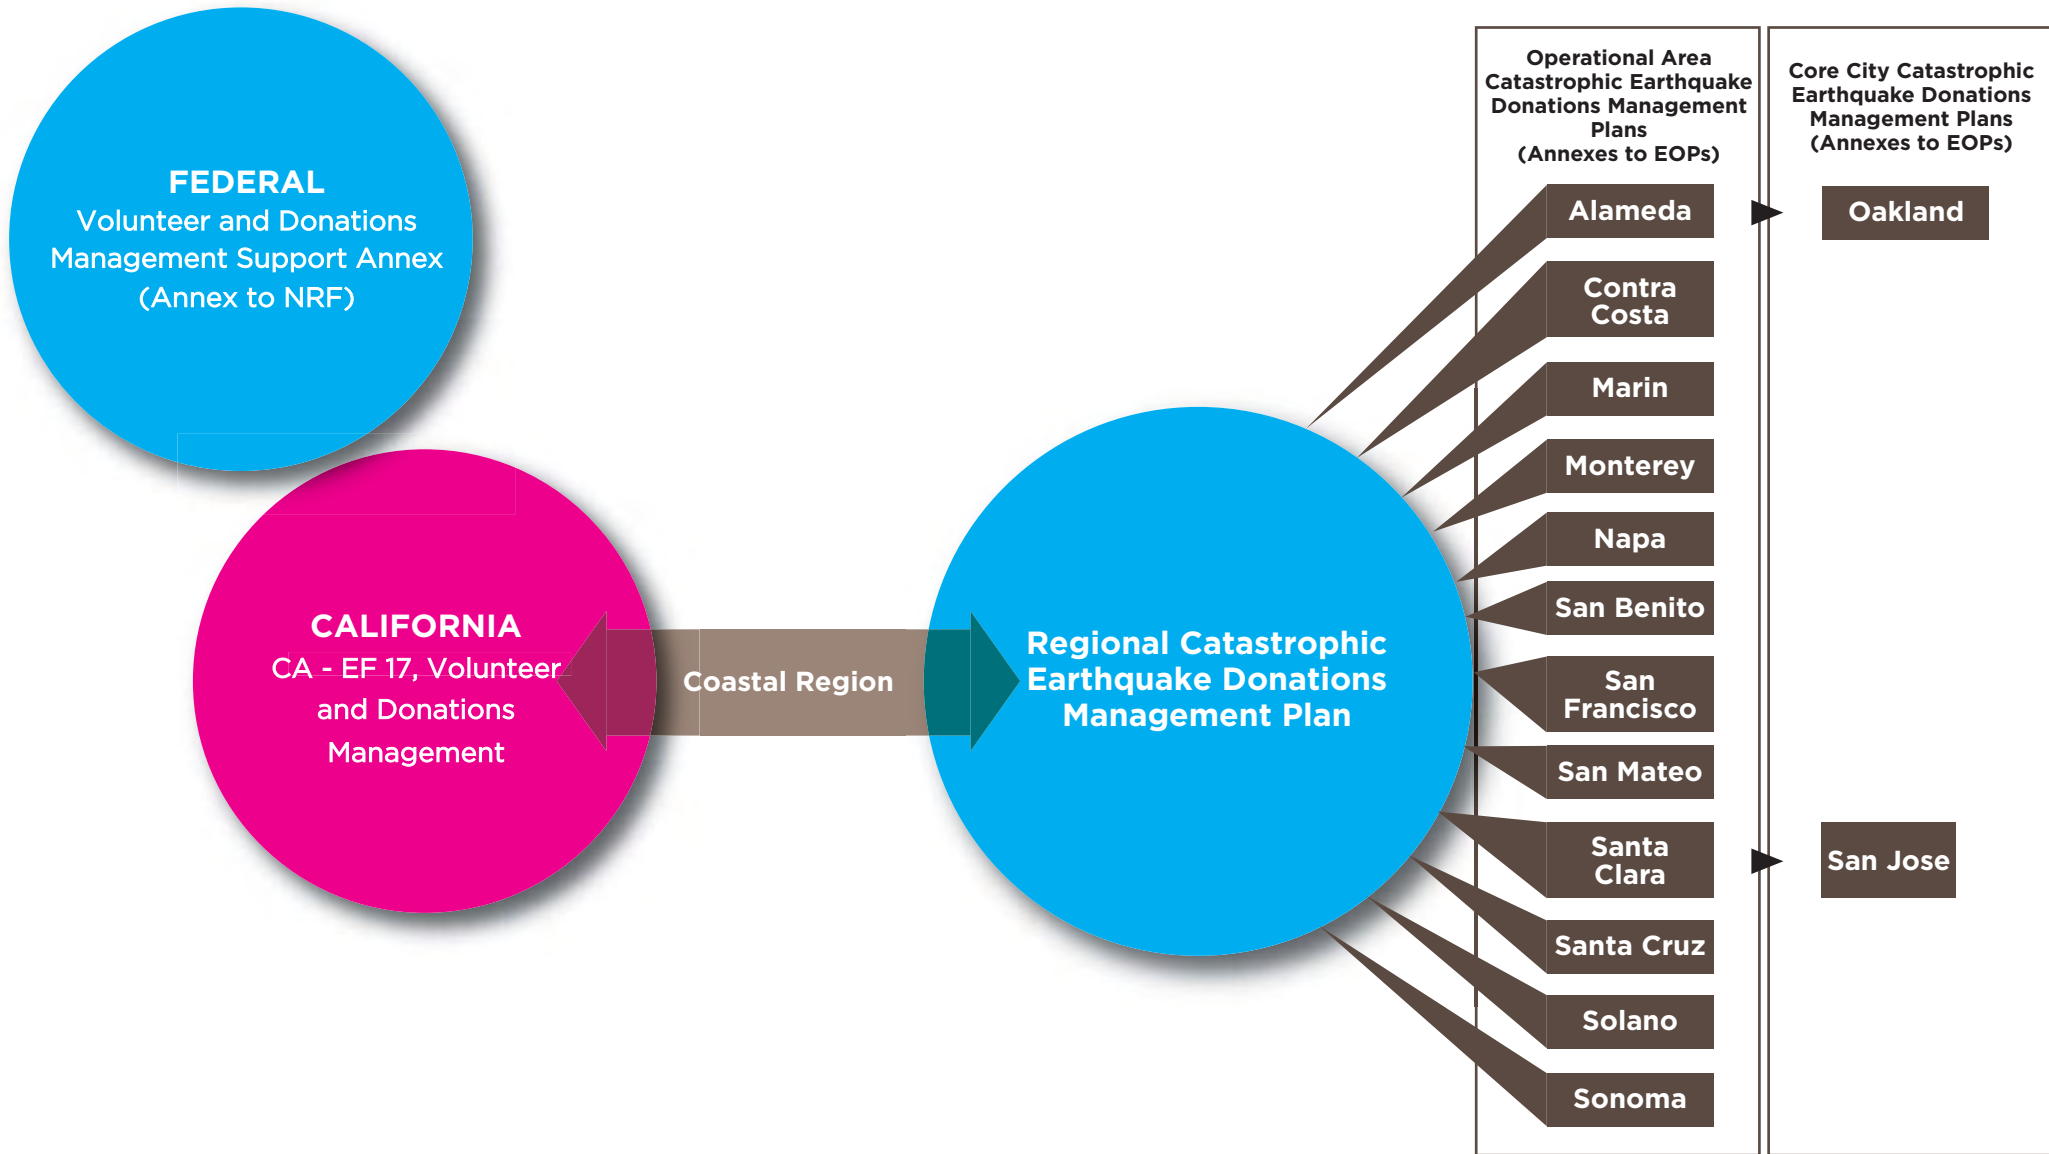 FEDERAL
Volunteer and Donations
Management Support Annex
(Annex to NRF)
CALIFORNIA
CA - EF 17, Volunteer
and Donations
Management
Coastal Region
Regional Catastrophic
Earthquake Donations
Management Plan
Operational Area
Catastrophic Earthquake
Donations Management
Plans
(Annexes to EOPs)
Alameda
Contra
Costa
Marin
Monterey
Napa
San Benito
San
Francisco
San Mateo
Santa
Clara
Santa Cruz
Solano
Sonoma
Core City Catastrophic
Earthquake Donations
Management Plans
(Annexes to EOPs)
Oakland
San Jose